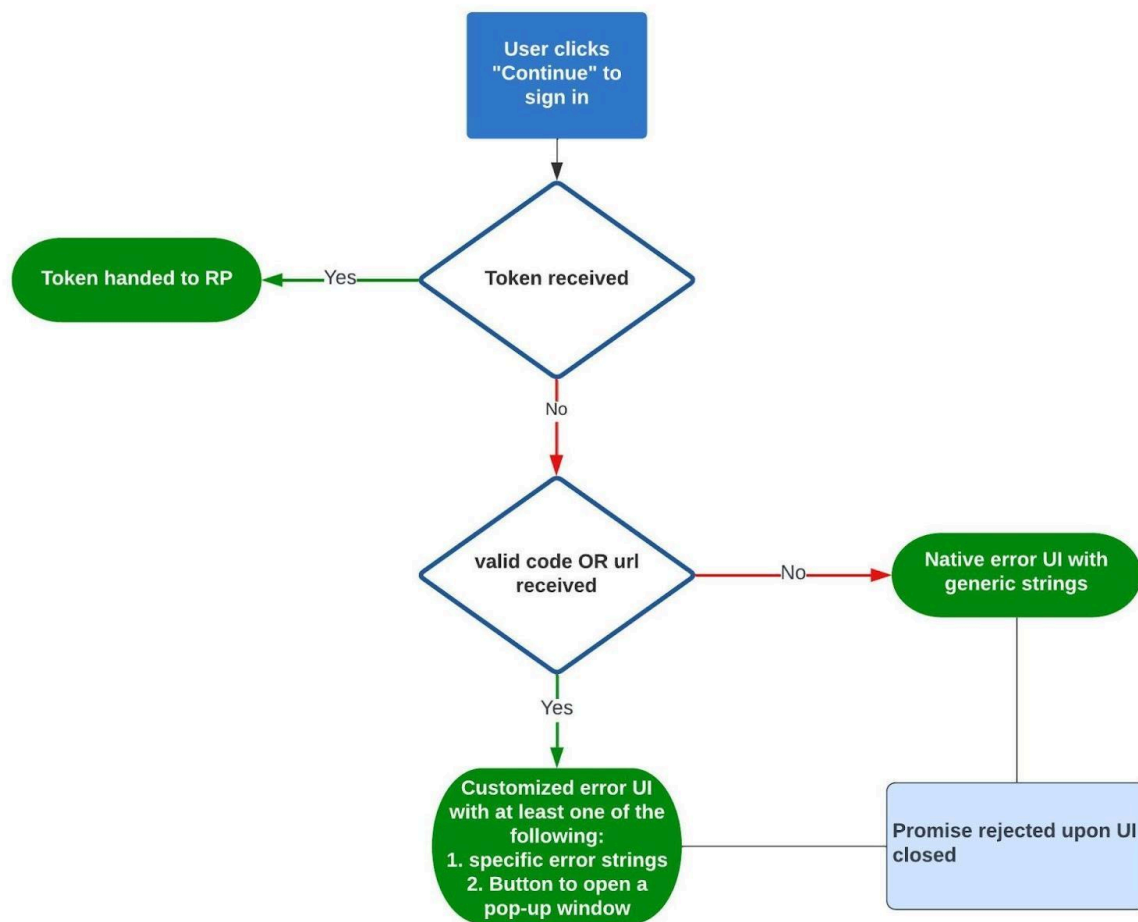 User clicks
"Continue" to
sign in
Token handed to RP
Yes
Token received
No
valid code OR url
received
No
Native error UI with
generic strings
Yes
Customized error UI
with at least one of the
following:
1. specific error strings
2. Button to open a
pop-up window
Promise rejected upon UI
closed